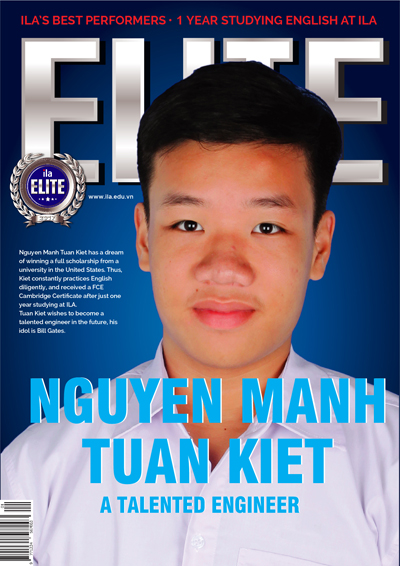 ILA'S BEST PERFORMERS • 1 YEAR STUDYING ENGLISH AT ILA
ELITE
ila
ELITE
www.ila.edu.vn
Nguyen Manh Tuan Kiet has a dream
of winning a full scholarship from a
university in the United States. Thus,
Kiet constantly practices English
diligently, and received a FCE
Cambridge Certificate after just one
year studying at ILA.
Tuan Kiet wishes to become a
talented engineer in the future, his
idol is Bill Gates.
NGUYEN MANH
TUAN KIET
A TALENTED ENGINEER